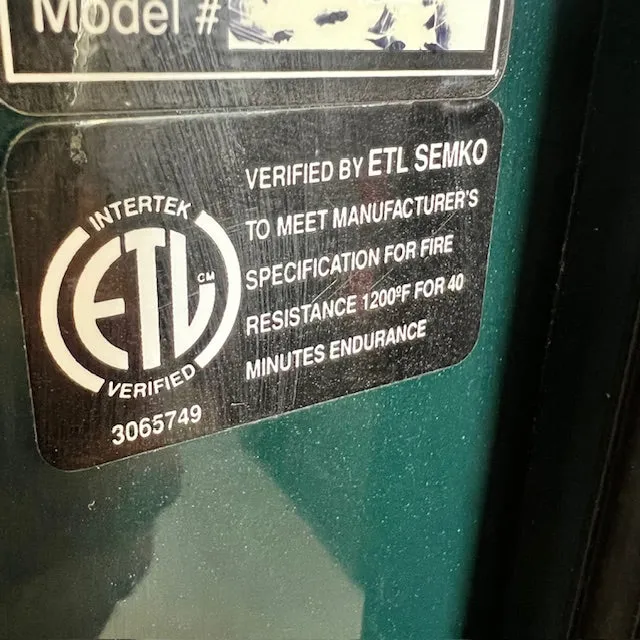 Model #
VERIFIED BY ETL SEMKO
TO MEET MANUFACTURER'S
SPECIFICATION FOR FIRE
RESISTANCE 1200°F FOR 40
MINUTES ENDURANCE
INTERTEK
ETL CM
VERIFIED
3065749